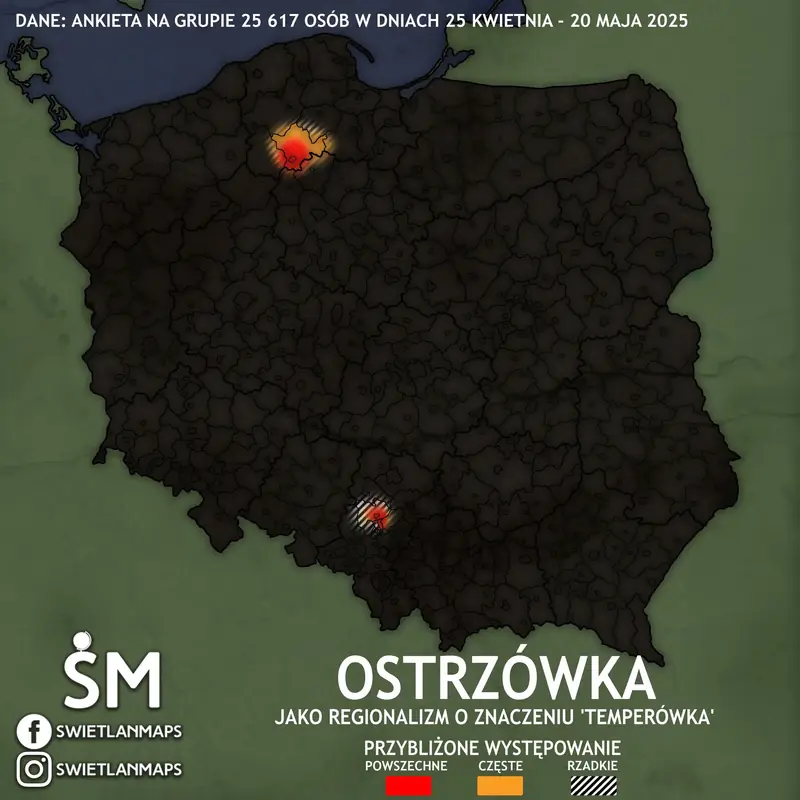 DANE: ANKIETA NA GRUPIE 25 617 OSÓB W DNIACH 25 KWIETNIA - 20 MAJA 2025
ŚM
SWIETLANMAPS
SWIETLANMAPS
OSTRZÓWKA
JAKO REGIONALIZM O ZNACZENIU 'TEMPERÓWKA'
PRZYBLIŻONE WYSTĘPOWANIE
POWSZECHNE CZĘSTE RZADKIE